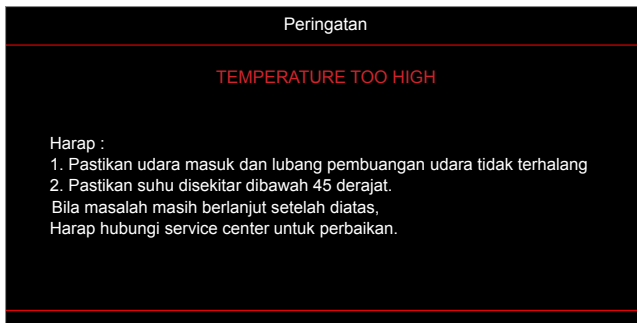 Peringatan
TEMPERATURE TOO HIGH
Harap :
1. Pastikan udara masuk dan lubang pembuangan udara tidak terhalang
2. Pastikan suhu disekitar dibawah 45 derajat.
Bila masalah masih berlanjut setelah diatas,
Harap hubungi service center untuk perbaikan.